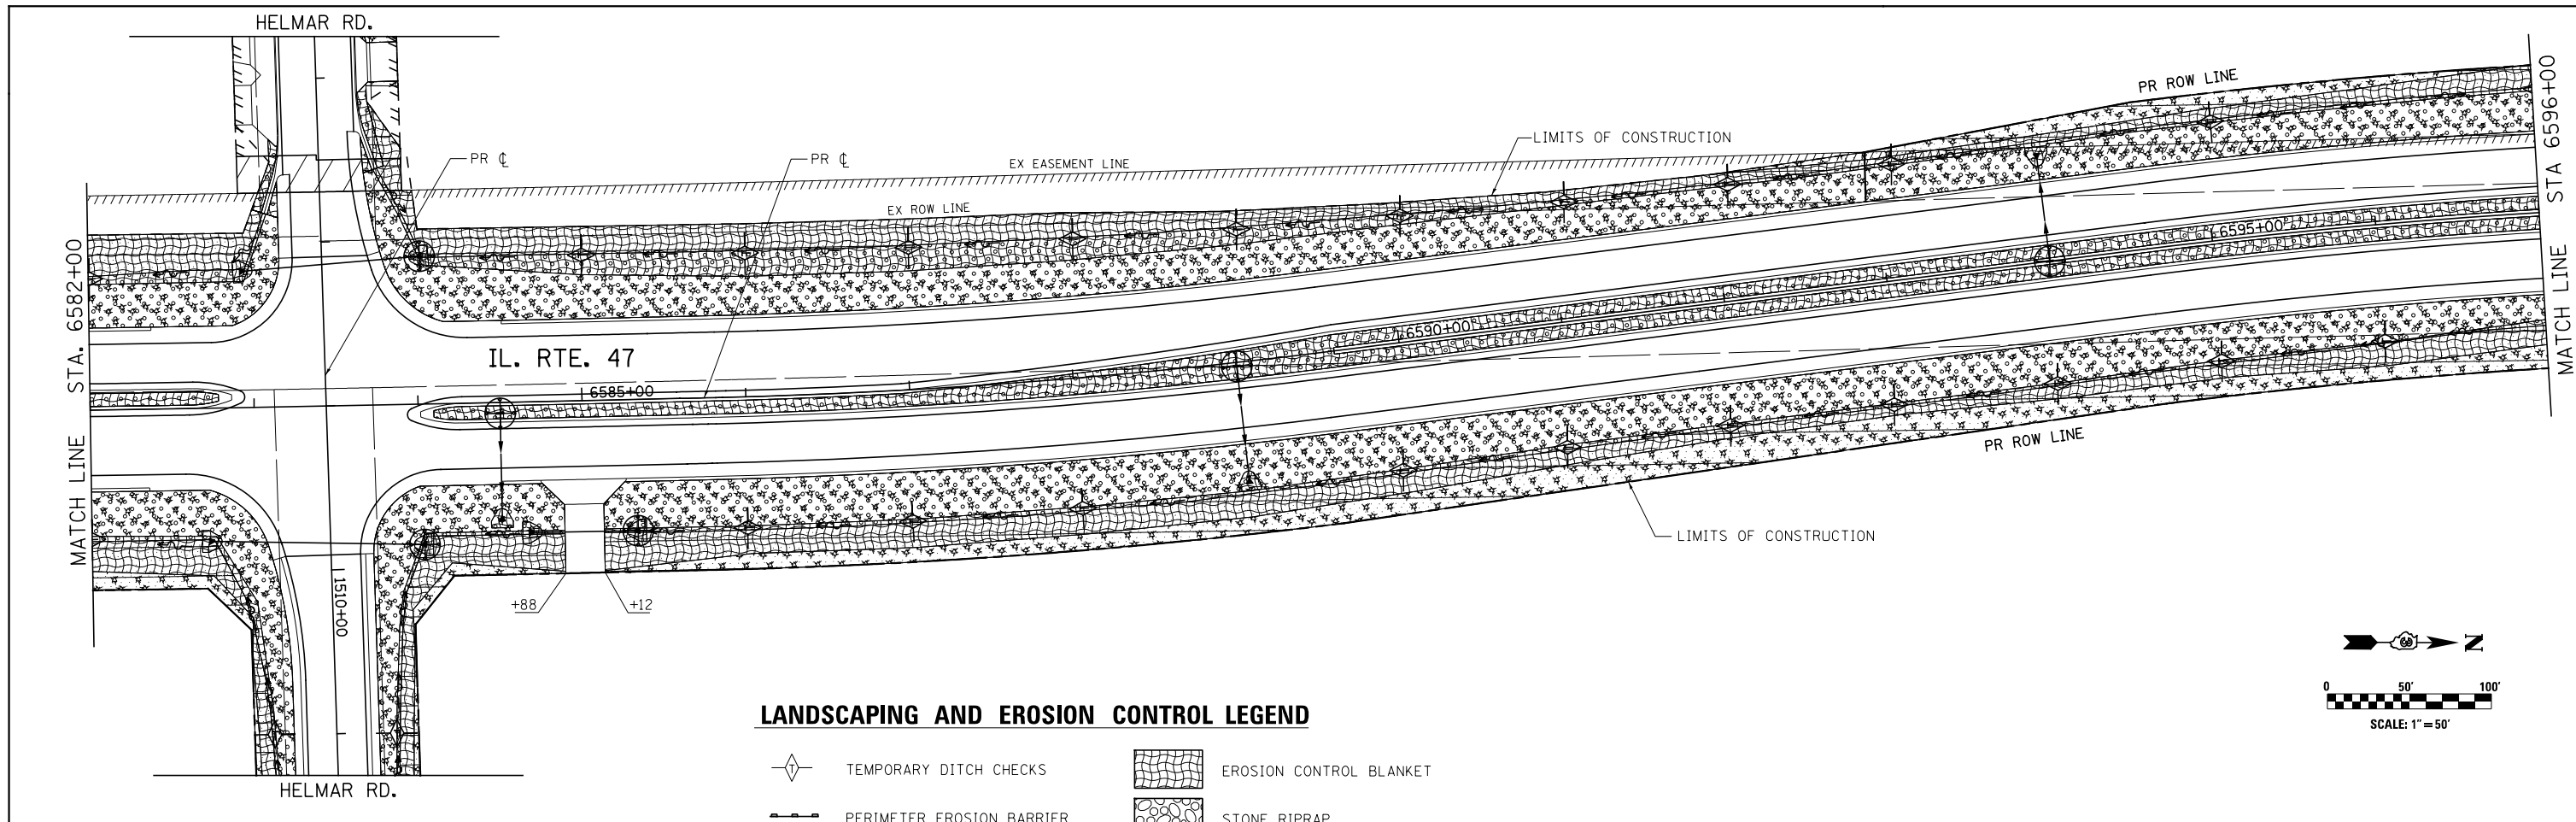 HELMAR RD.
PR ROW LINE
MATCH LINE STA 6596+00
LIMITS OF CONSTRUCTION
PR ℄
PR ℄
EX EASEMENT LINE
EX ROW LINE
6595+00
MATCH LINE STA. 6582+00
6590+00
IL. RTE. 47
6585+00
PR ROW LINE
LIMITS OF CONSTRUCTION
1510+00
+88
+12
N
0 50' 100'
SCALE: 1"=50'
LANDSCAPING AND EROSION CONTROL LEGEND
T
TEMPORARY DITCH CHECKS
EROSION CONTROL BLANKET
HELMAR RD.
PERIMETER EROSION BARRIER
STONE RIPRAP